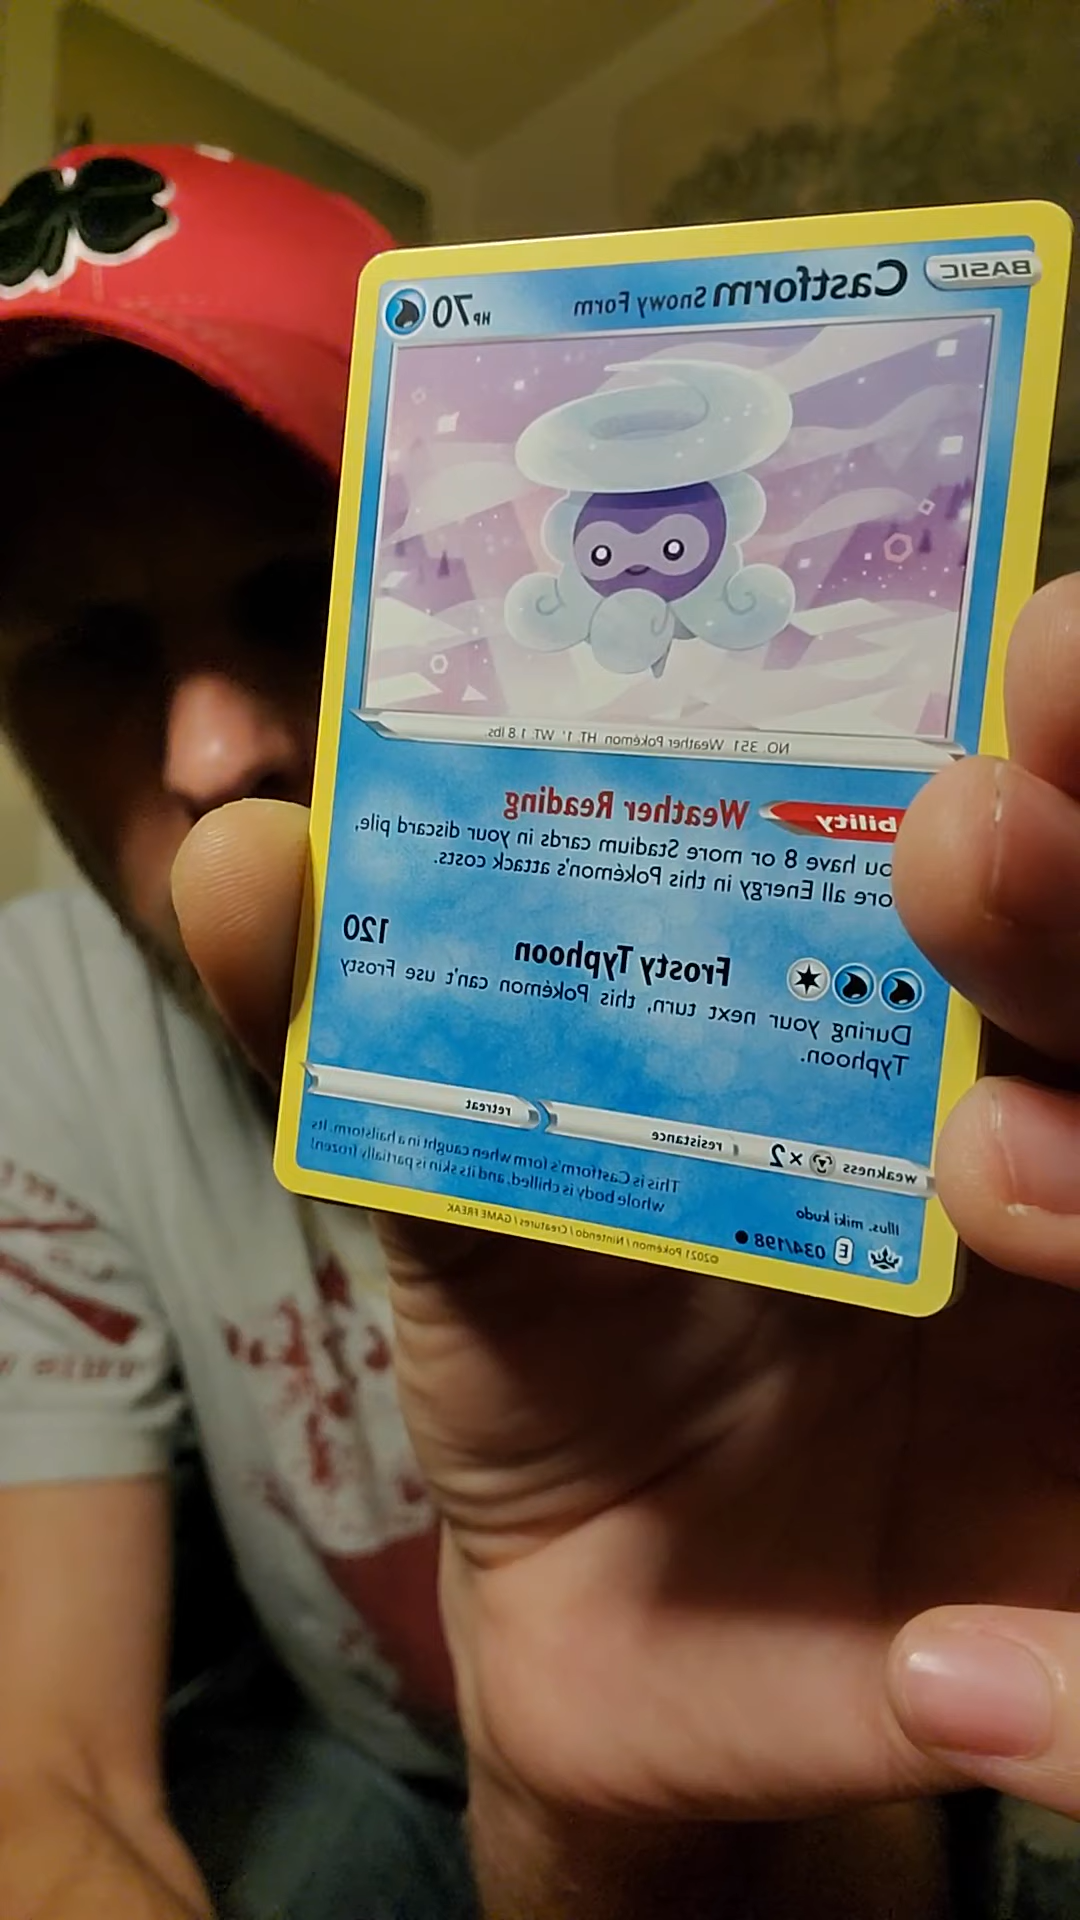 BASIC
Castform Snowy Form HP 70
NO. 351 Weather Pokémon HT. 1' WT. 1.8 lbs.
bility Weather Reading
ou have 8 or more Stadium cards in your discard pile,
ore all Energy in this Pokémon's attack costs.
Frosty Typhoon 120
During your next turn, this Pokémon can't use Frosty
Typhoon.
weakness ×2 resistance retreat
Illus. miki kudo
E 034/198
This is Castform's form when caught in a hailstorm. Its
whole body is chilled, and its skin is partially frozen!
©2021 Pokémon / Nintendo / Creatures / GAME FREAK